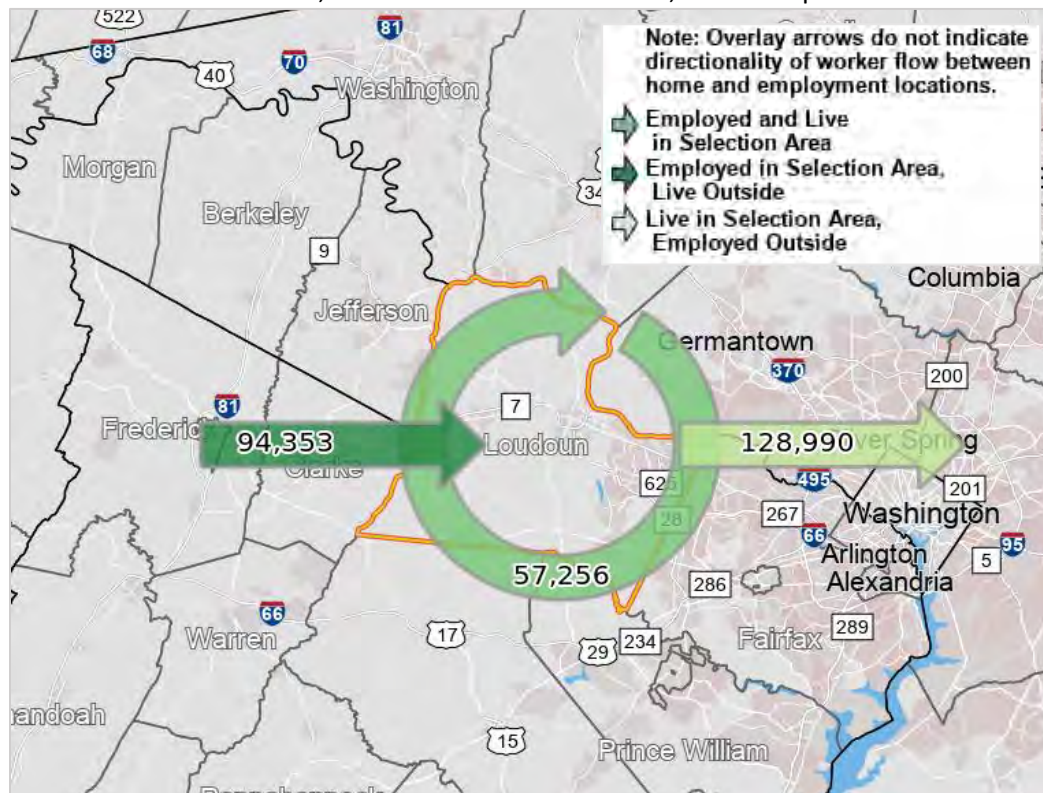 522
81
68
70
40
Washington
Note: Overlay arrows do not indicate
directionality of worker flow between
home and employment locations.
Employed and Live
in Selection Area
Employed in Selection Area,
Live Outside
Live in Selection Area,
Employed Outside
Morgan
34
Berkeley
9
Columbia
Jefferson
Germantown
370
200
7
81
Frederick
94,353
Loudoun
128,990
Silver Spring
Clarke
625
495
201
28
267
Washington
66
95
Arlington
5
57,256
286
Alexandria
66
Warren
17
29
234
Fairfax
289
andoah
15
Prince William